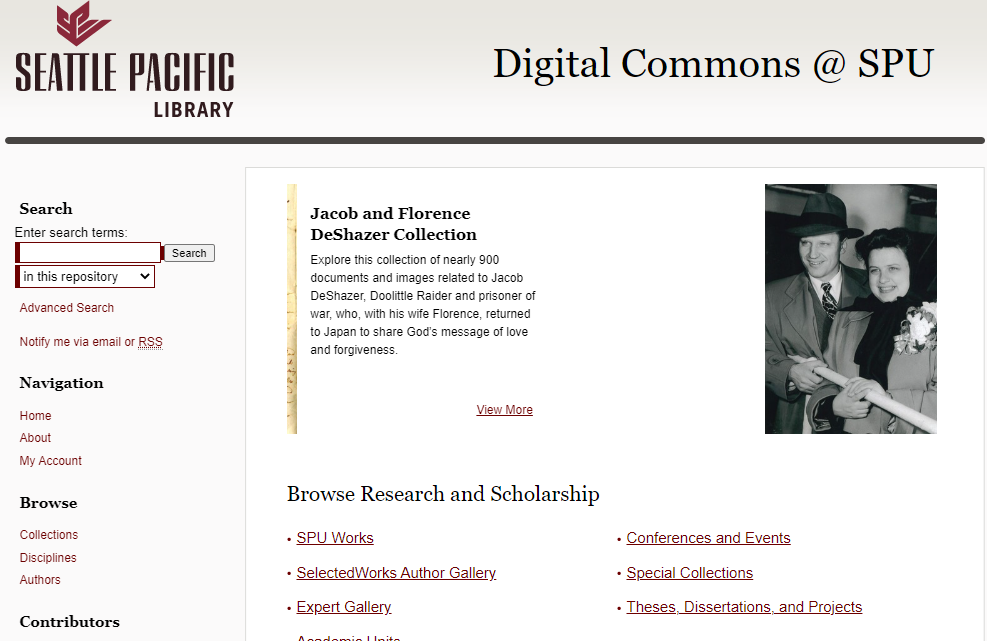 SEATTLE PACIFIC
LIBRARY
Digital Commons @ SPU
Search
Enter search terms:
Search
in this repository
Advanced Search
Notify me via email or RSS
Navigation
Home
About
My Account
Browse
Collections
Disciplines
Authors
Contributors
Jacob and Florence
DeShazer Collection
Explore this collection of nearly 900
documents and images related to Jacob
DeShazer, Doolittle Raider and prisoner of
war, who, with his wife Florence, returned
to Japan to share God's message of love
and forgiveness.
View More
Browse Research and Scholarship
• SPU Works
• SelectedWorks Author Gallery
• Expert Gallery
Academic Units
• Conferences and Events
• Special Collections
• Theses, Dissertations, and Projects